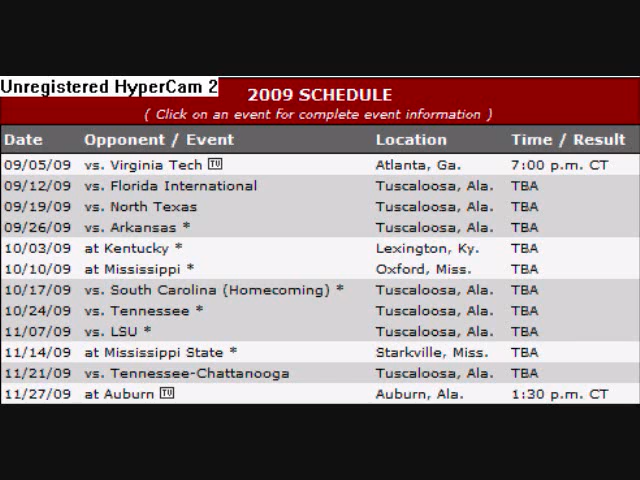 Unregistered HyperCam 2
2009 SCHEDULE
( Click on an event for complete event information )
Date Opponent / Event Location Time / Result
09/05/09 vs. Virginia Tech TV Atlanta, Ga. 7:00 p.m. CT
09/12/09 vs. Florida International Tuscaloosa, Ala. TBA
09/19/09 vs. North Texas Tuscaloosa, Ala. TBA
09/26/09 vs. Arkansas * Tuscaloosa, Ala. TBA
10/03/09 at Kentucky * Lexington, Ky. TBA
10/10/09 at Mississippi * Oxford, Miss. TBA
10/17/09 vs. South Carolina (Homecoming) * Tuscaloosa, Ala. TBA
10/24/09 vs. Tennessee * Tuscaloosa, Ala. TBA
11/07/09 vs. LSU * Tuscaloosa, Ala. TBA
11/14/09 at Mississippi State * Starkville, Miss. TBA
11/21/09 vs. Tennessee-Chattanooga Tuscaloosa, Ala. TBA
11/27/09 at Auburn TV Auburn, Ala. 1:30 p.m. CT